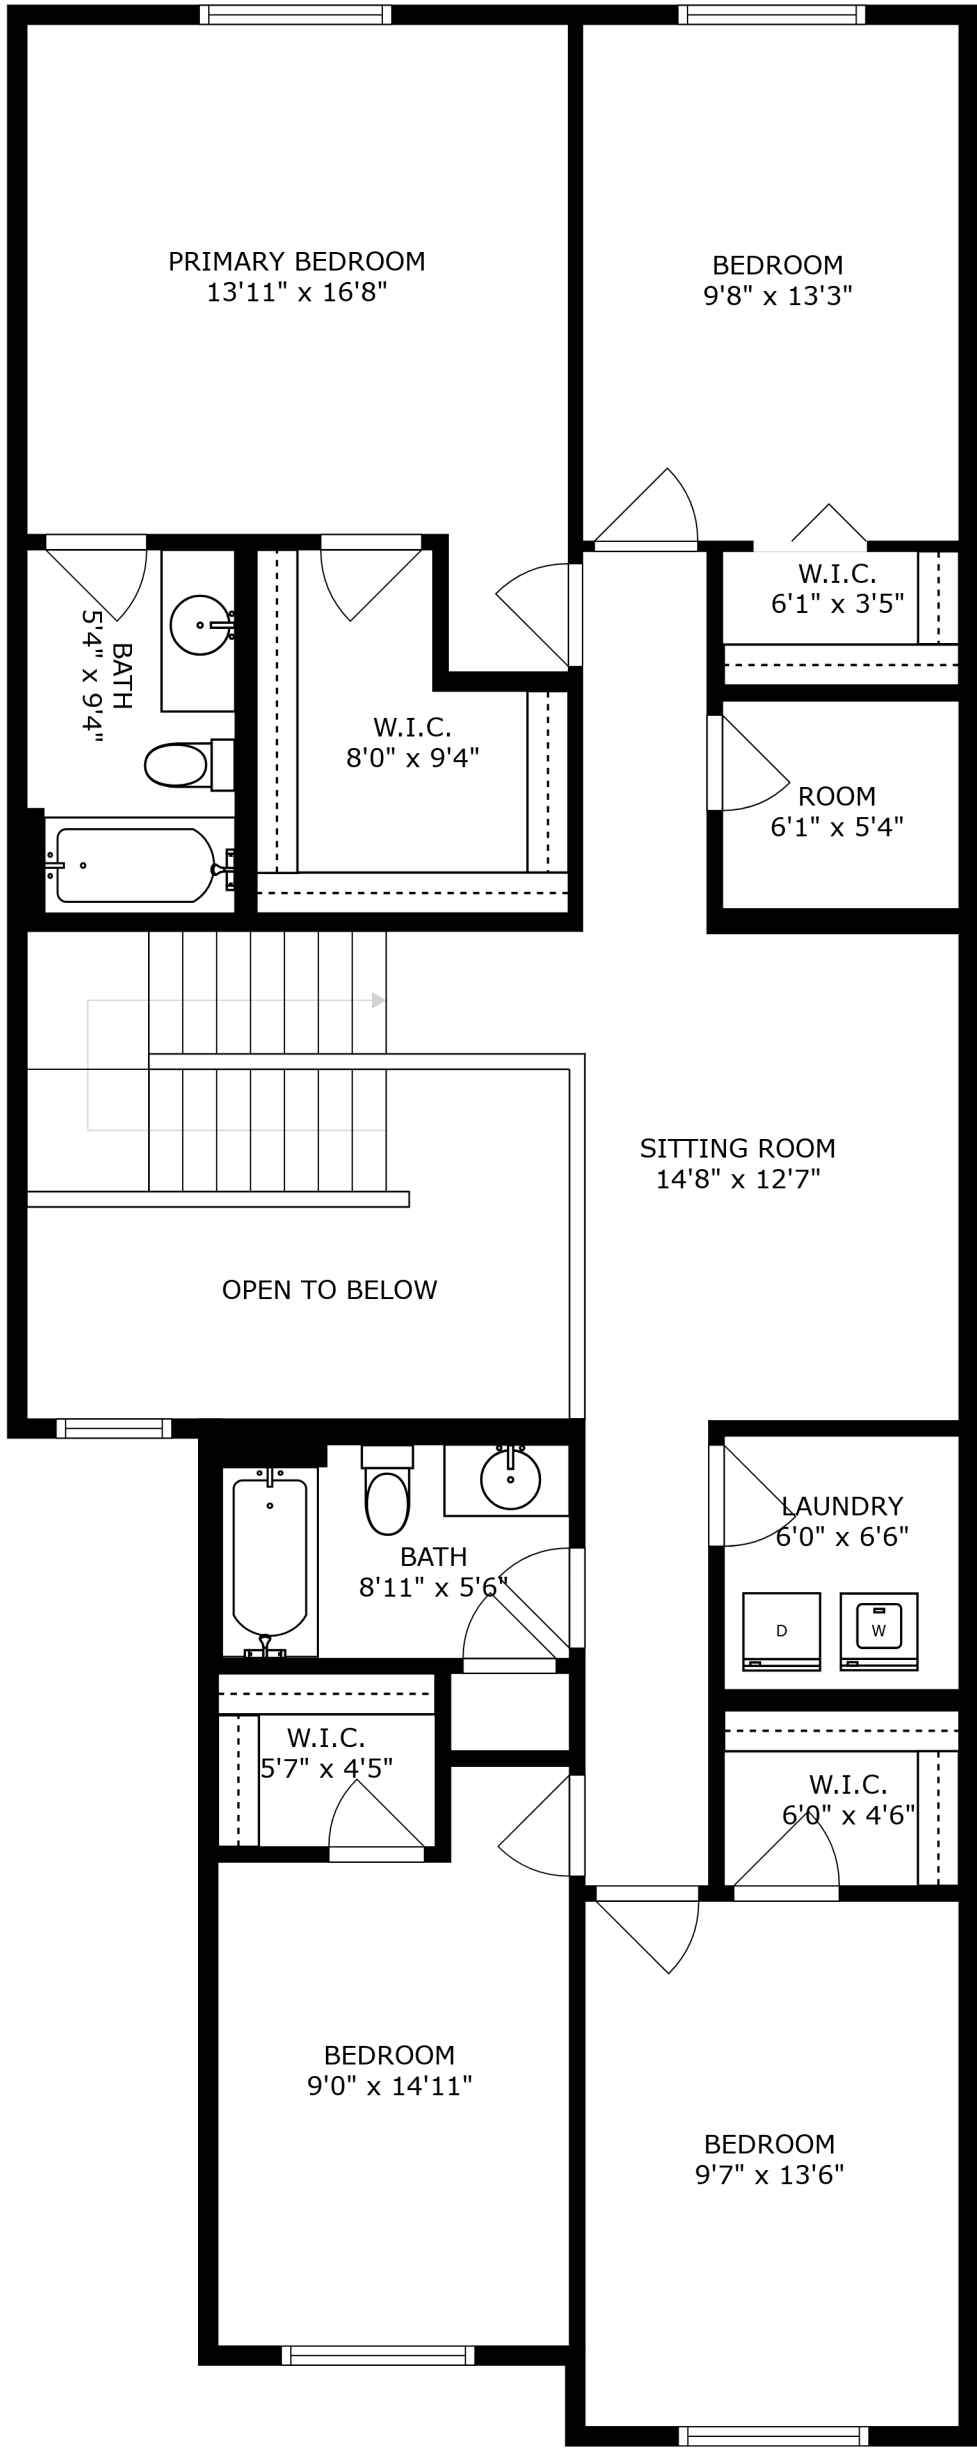 PRIMARY BEDROOM
13'11" x 16'8"
BEDROOM
9'8" x 13'3"
W.I.C.
6'1" x 3'5"
BATH
5'4" x 9'4"
W.I.C.
8'0" x 9'4"
ROOM
6'1" x 5'4"
SITTING ROOM
14'8" x 12'7"
OPEN TO BELOW
LAUNDRY
6'0" x 6'6"
BATH
8'11" x 5'6"
D
W
W.I.C.
5'7" x 4'5"
W.I.C.
6'0" x 4'6"
BEDROOM
9'0" x 14'11"
BEDROOM
9'7" x 13'6"